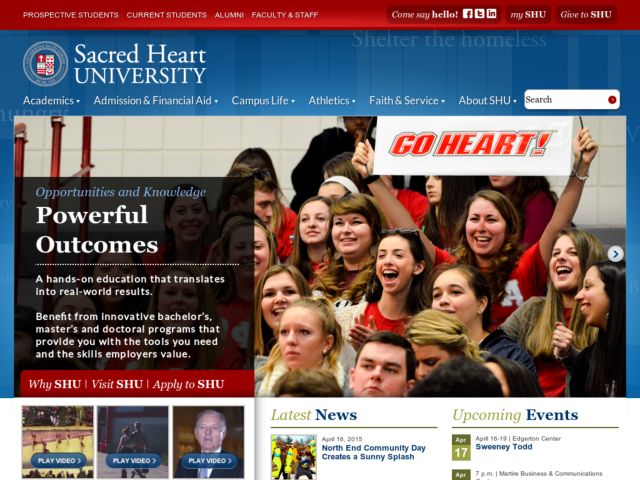 PROSPECTIVE STUDENTS CURRENT STUDENTS ALUMNI FACULTY & STAFF
Come say hello! my SHU Give to SHU
Shelter the homeless
Sacred Heart
UNIVERSITY
Academics Admission & Financial Aid Campus Life Athletics Faith & Service About SHU Search
hungry
GO HEART!
Opportunities and Knowledge
Powerful
Outcomes
A hands-on education that translates
into real-world results.
Benefit from innovative bachelor's,
master's and doctoral programs that
provide you with the tools you need
and the skills employers value.
Why SHU | Visit SHU | Apply to SHU
PLAY VIDEO PLAY VIDEO PLAY VIDEO
Latest News
April 16, 2015
North End Community Day
Creates a Sunny Splash
Upcoming Events
Apr
17
April 16-19 | Edgerton Center
Sweeney Todd
Apr
7 p.m. | Martire Business & Communications